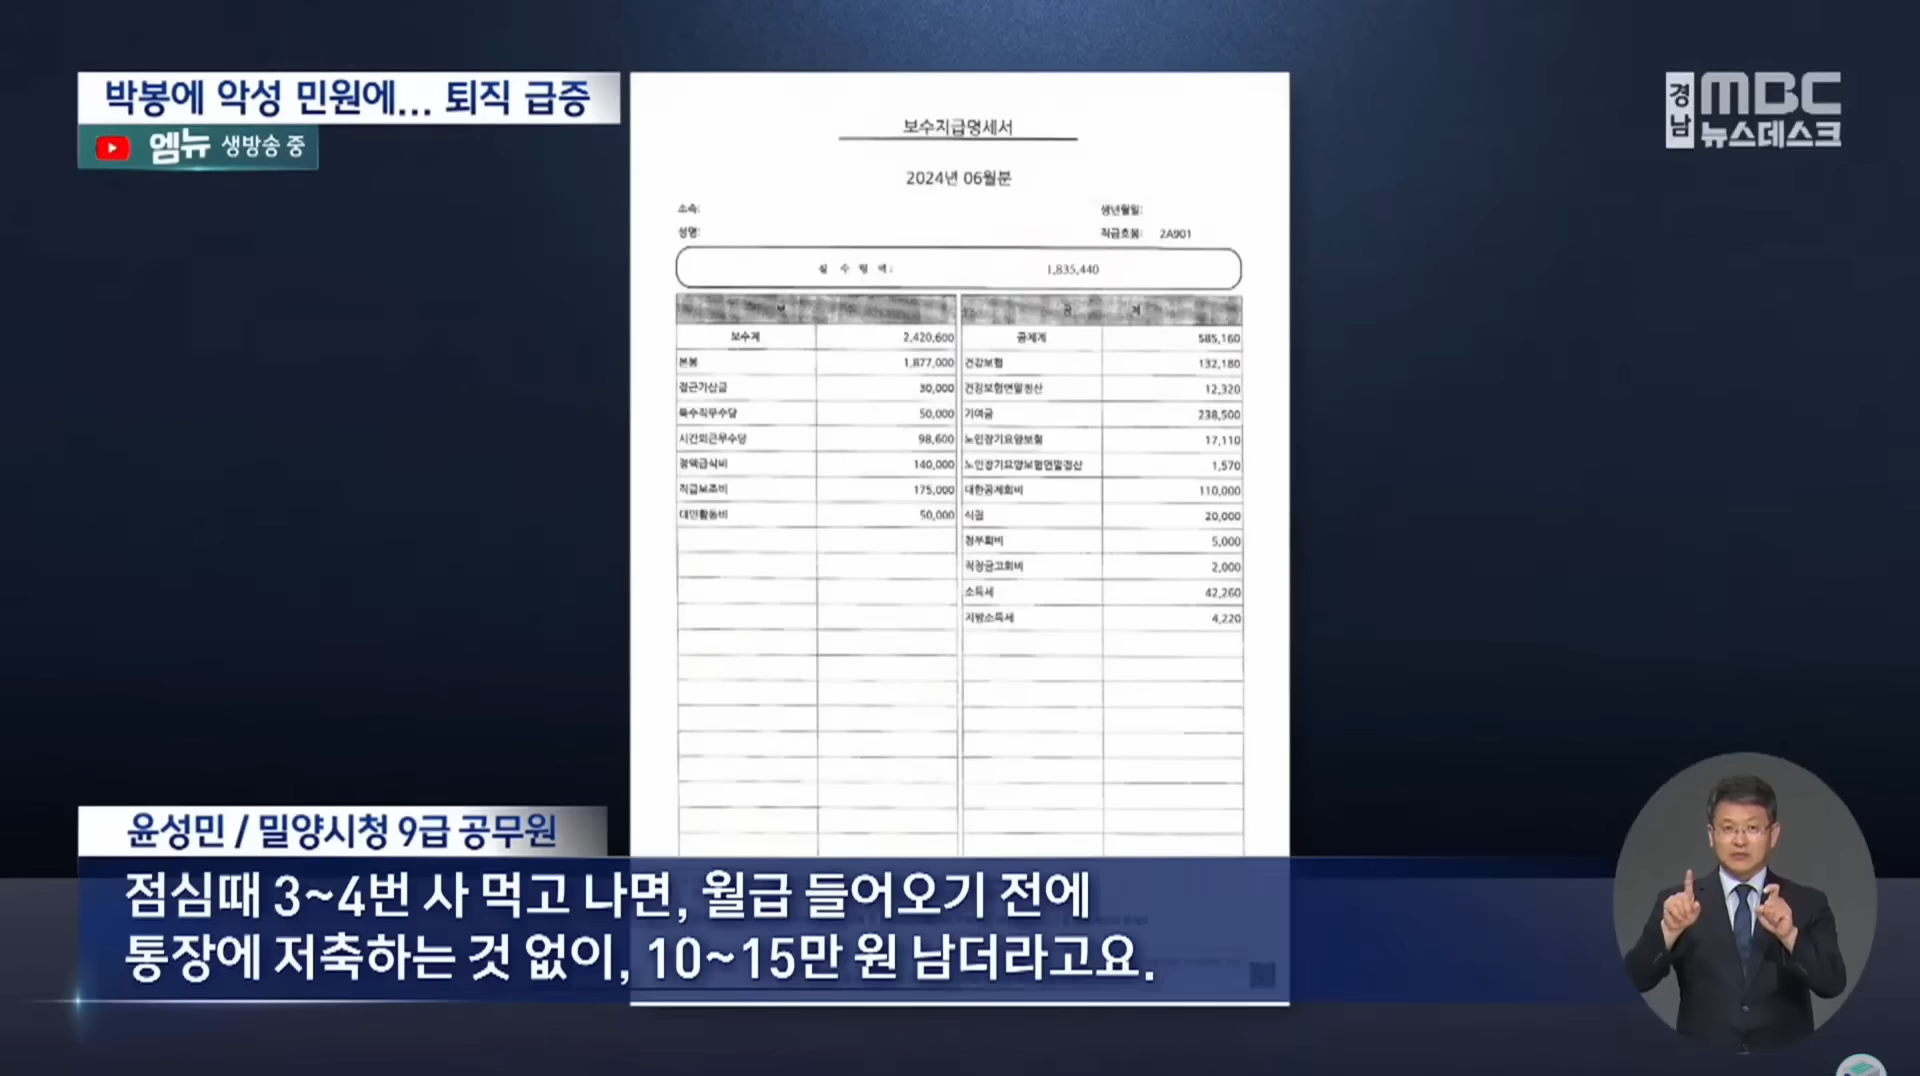 박봉에 악성 민원에... 퇴직 급증
엠뉴 생방송 중
경남 MBC
뉴스데스크
보수지급명세서
2024년 06월분
소속: 생년월일:
성명: 직급호봉: 2A901
실 수 령 액 : 1,835,440
보 수 공 제
보수계 2,420,600 공제계 585,160
본봉 1,877,000 건강보험 132,180
정근가산금 30,000 건강보험연말정산 12,320
특수직무수당 50,000 기여금 238,500
시간외근무수당 98,600 노인장기요양보험 17,110
정액급식비 140,000 노인장기요양보험연말정산 1,570
직급보조비 175,000 대한공제회비 110,000
대민활동비 50,000 식권 20,000
청부회비 5,000
직장금고회비 2,000
소득세 42,260
지방소득세 4,220
윤성민 / 밀양시청 9급 공무원
점심때 3~4번 사 먹고 나면, 월급 들어오기 전에
통장에 저축하는 것 없이, 10~15만 원 남더라고요.